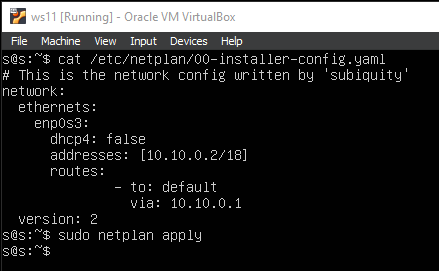 ws11 [Running] - Oracle VM VirtualBox
File Machine View Input Devices Help
s@s:~$ cat /etc/netplan/00-installer-config.yaml
# This is the network config written by 'subiquity'
network:
  ethernets:
    enp0s3:
      dhcp4: false
      addresses: [10.10.0.2/18]
      routes:
              - to: default
                via: 10.10.0.1
  version: 2
s@s:~$ sudo netplan apply
s@s:~$